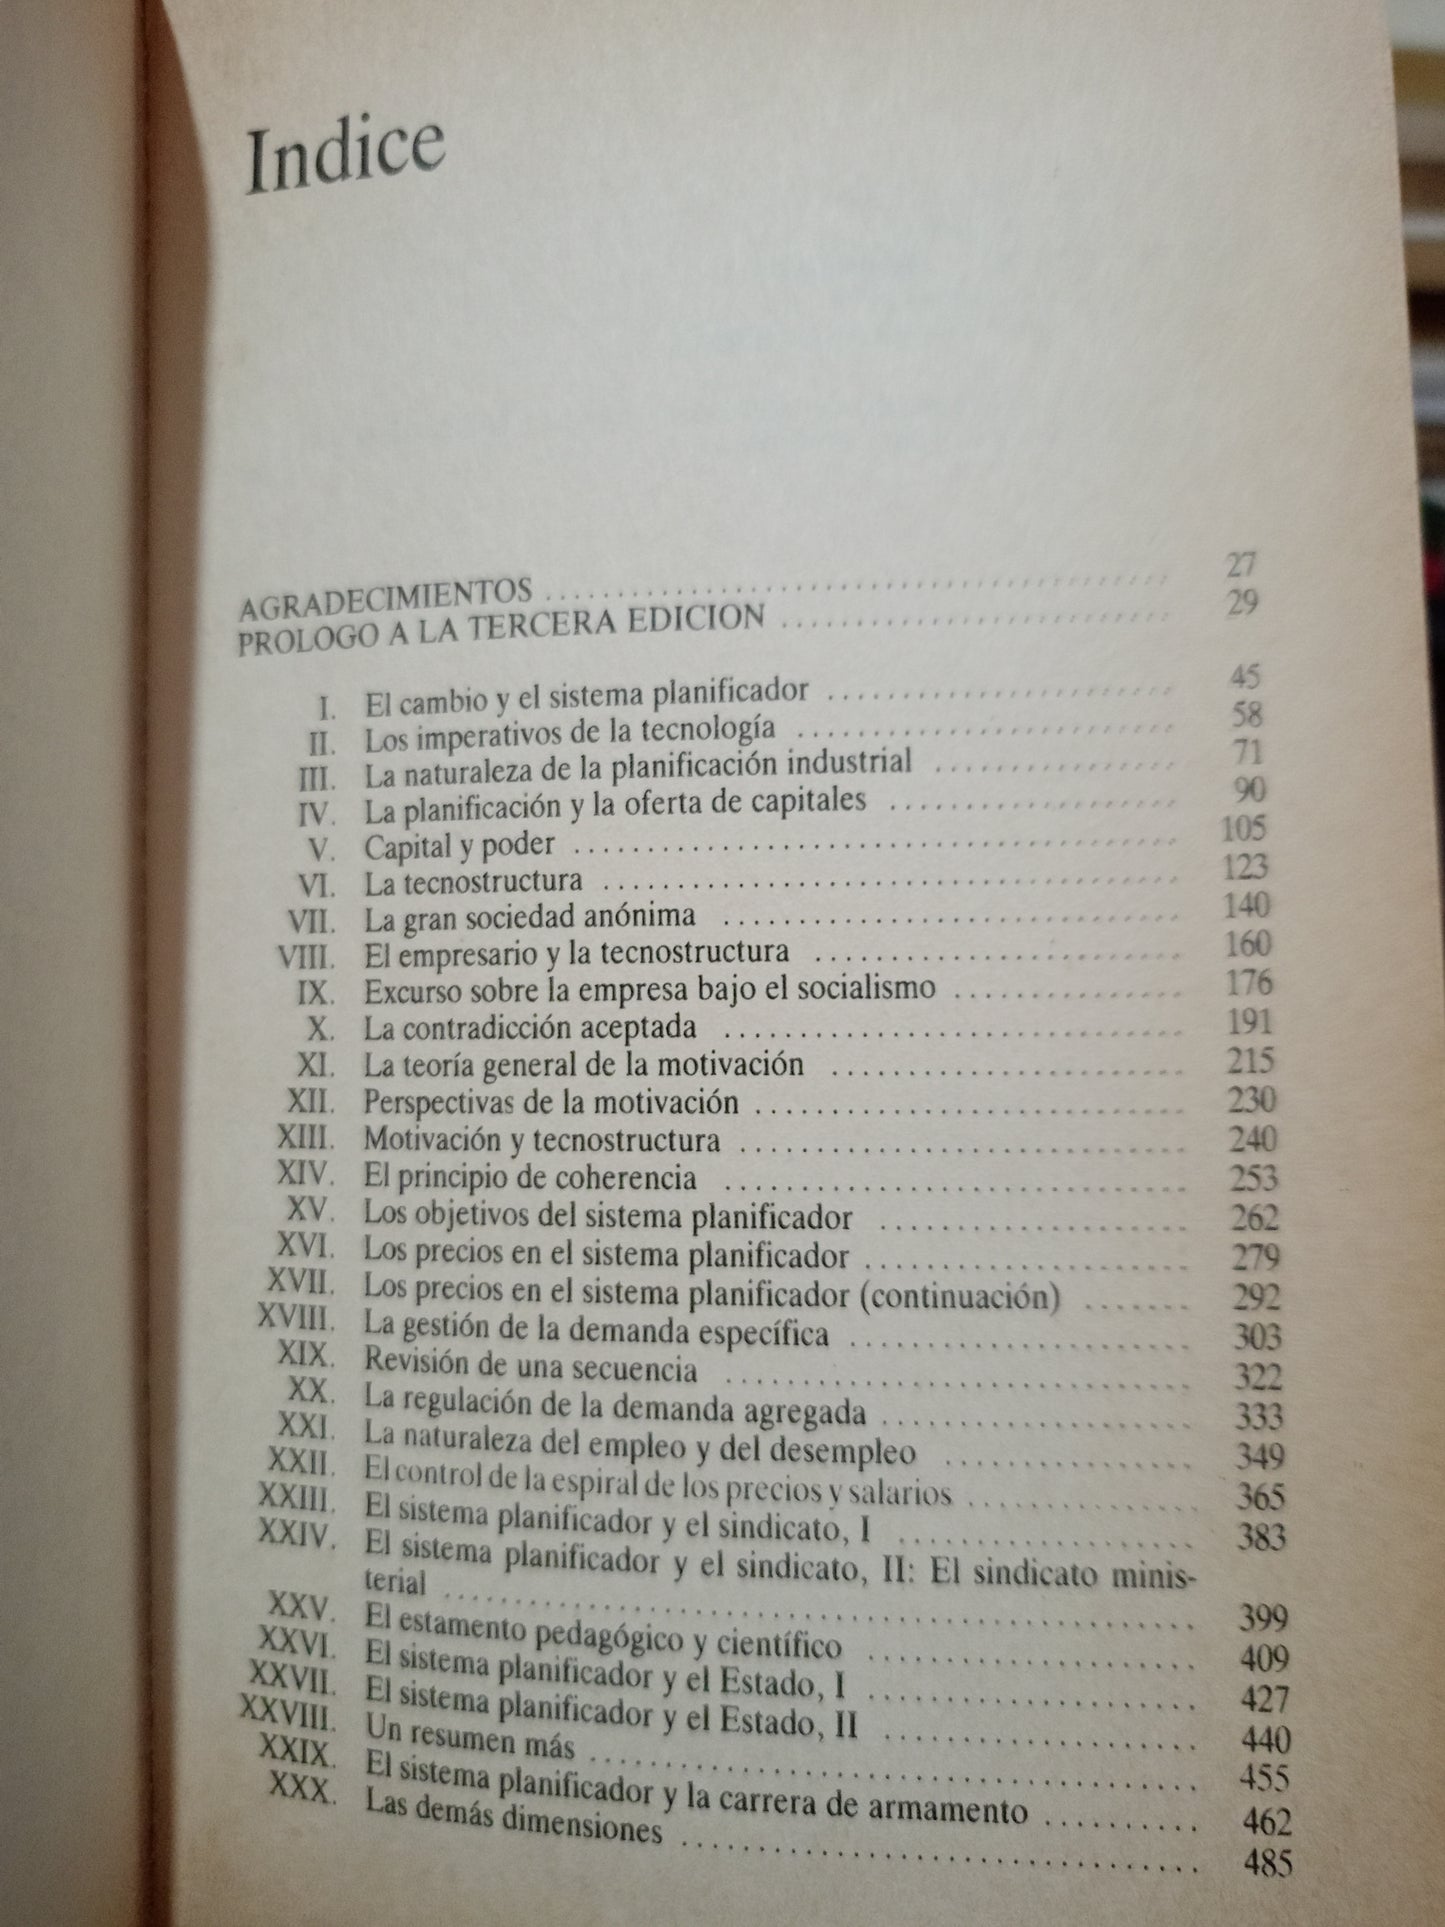 Indice
AGRADECIMIENTOS ........................................ 27
PROLOGO A LA TERCERA EDICION ........................ 29
I. El cambio y el sistema planificador ...................... 45
II. Los imperativos de la tecnología ........................ 58
III. La naturaleza de la planificación industrial ................ 71
IV. La planificación y la oferta de capitales ................... 90
V. Capital y poder ...................................... 105
VI. La tecnostructura .................................... 123
VII. La gran sociedad anónima ............................. 140
VIII. El empresario y la tecnostructura ....................... 160
IX. Excurso sobre la empresa bajo el socialismo ............... 176
X. La contradicción aceptada ............................. 191
XI. La teoría general de la motivación ....................... 215
XII. Perspectivas de la motivación ........................... 230
XIII. Motivación y tecnostructura ............................ 240
XIV. El principio de coherencia ............................. 253
XV. Los objetivos del sistema planificador .................... 262
XVI. Los precios en el sistema planificador ..................... 279
XVII. Los precios en el sistema planificador (continuación) ....... 292
XVIII. La gestión de la demanda específica ...................... 303
XIX. Revisión de una secuencia .............................. 322
XX. La regulación de la demanda agregada .................... 333
XXI. La naturaleza del empleo y del desempleo ................ 349
XXII. El control de la espiral de los precios y salarios ............... 365
XXIII. El sistema planificador y el sindicato, I ................... 383
XXIV. El sistema planificador y el sindicato, II: El sindicato minis-
terial ............................................... 399
XXV. El estamento pedagógico y científico ..................... 409
XXVI. El sistema planificador y el Estado, I ..................... 427
XXVII. El sistema planificador y el Estado, II .................... 440
XXVIII. Un resumen más ...................................... 455
XXIX. El sistema planificador y la carrera de armamento .......... 462
XXX. Las demás dimensiones ................................ 485